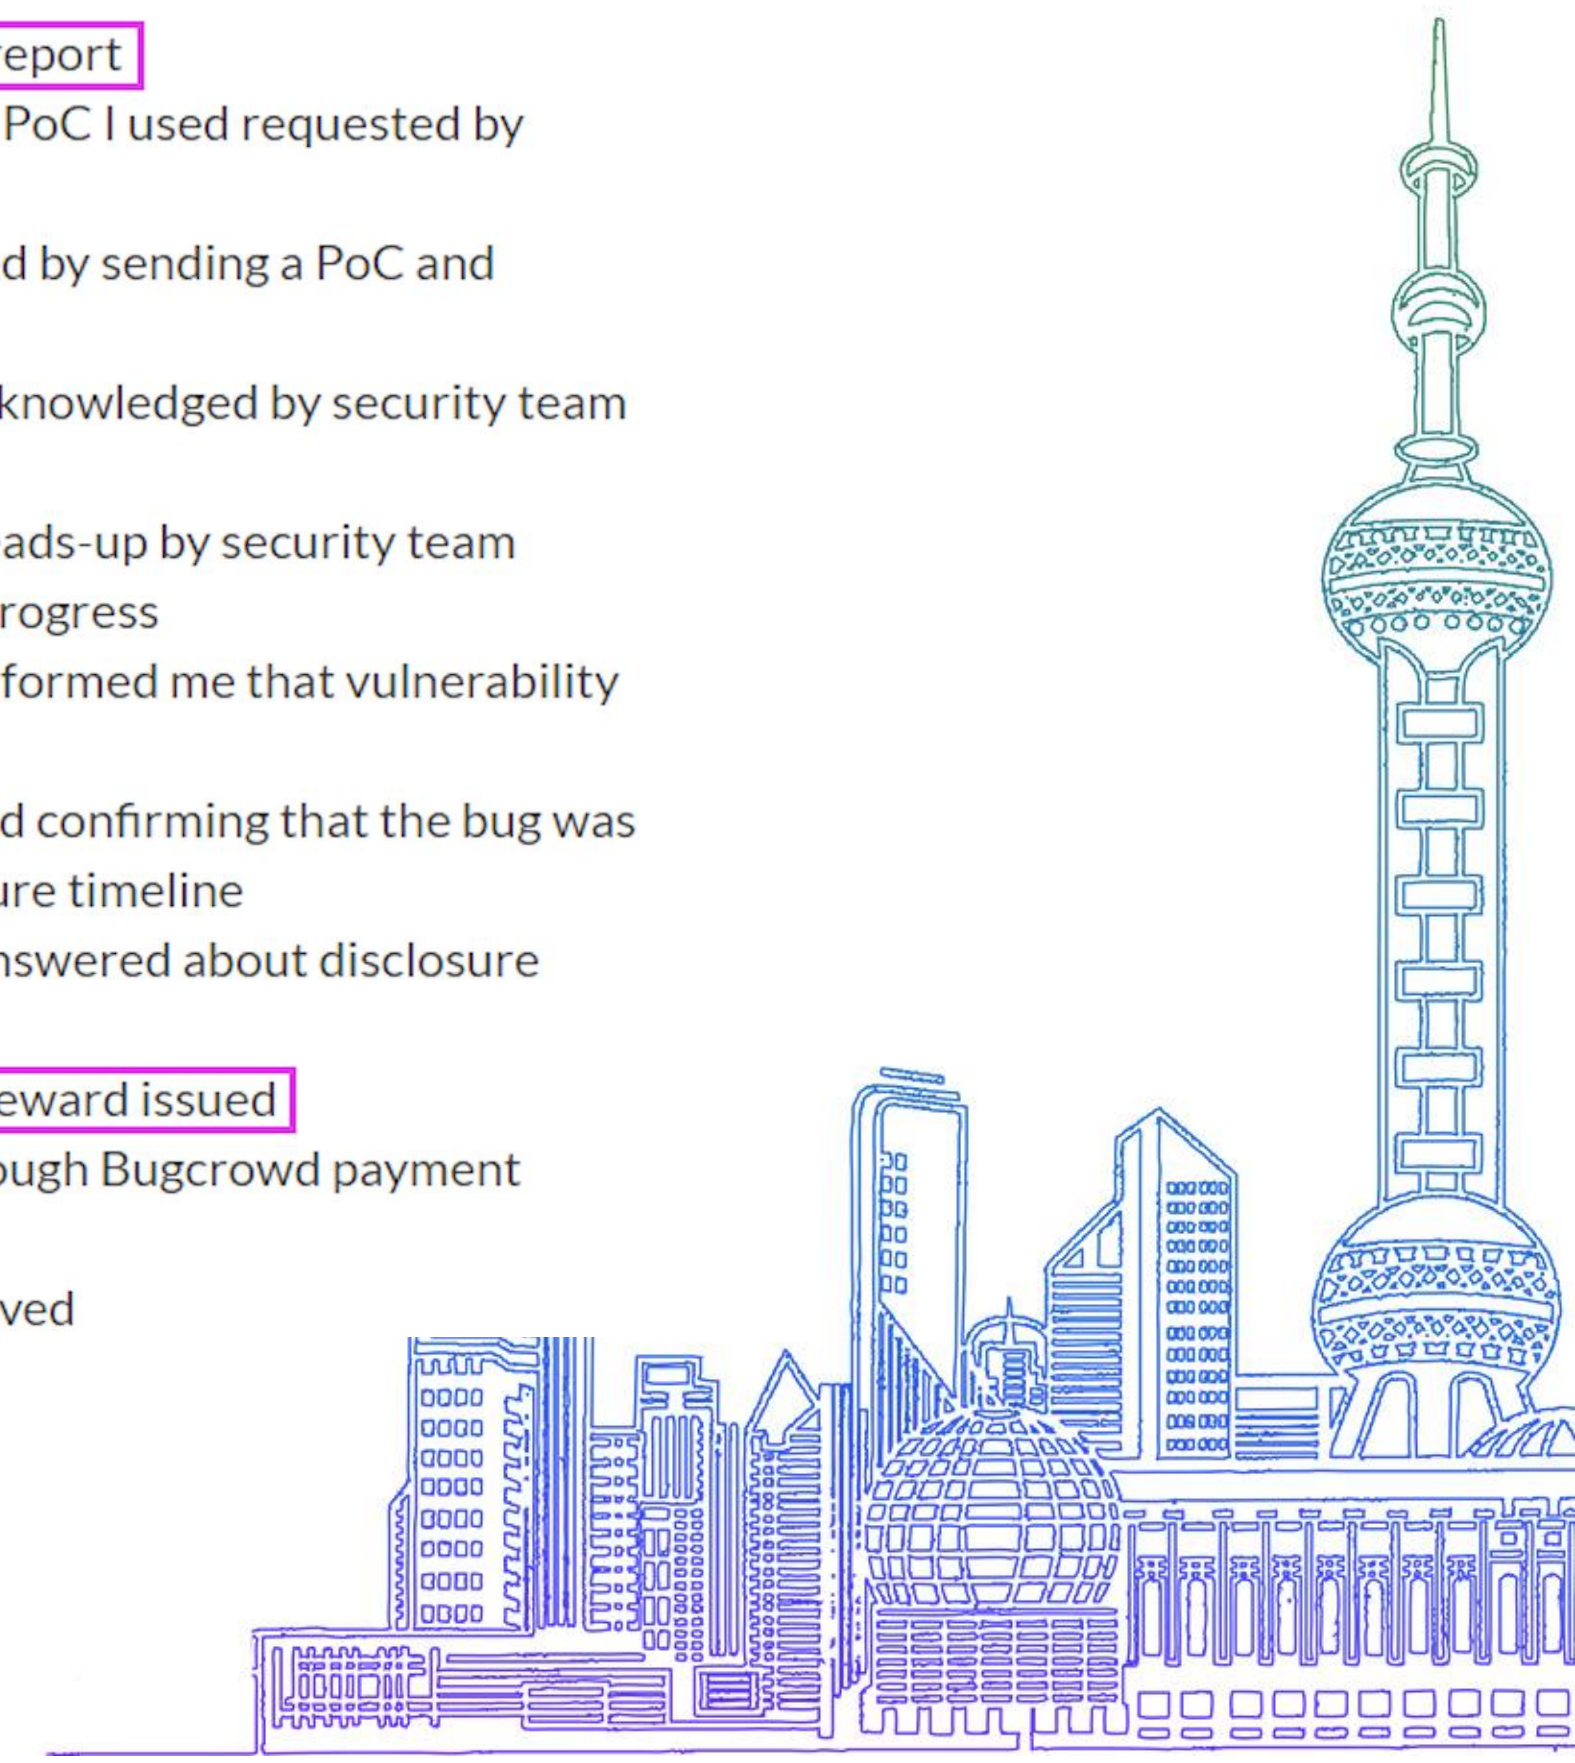 eport
PoC I used requested by
d by sending a PoC and
knowledged by security team
ads-up by security team
rogress
formed me that vulnerability
d confirming that the bug was
ure timeline
nswered about disclosure
eward issued
ough Bugcrowd payment
ved